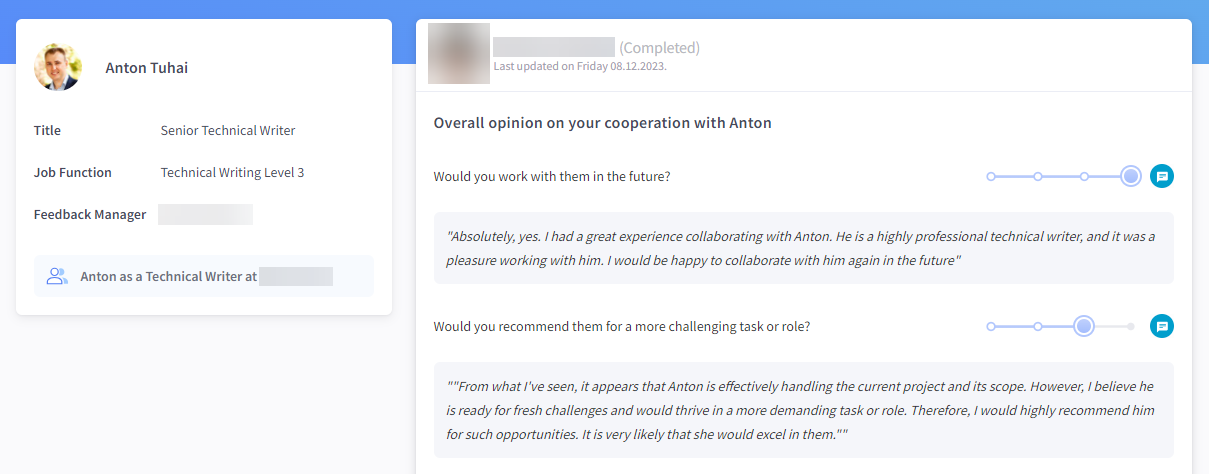 Anton Tuhai
Title Senior Technical Writer
Job Function Technical Writing Level 3
Feedback Manager
Anton as a Technical Writer at
(Completed)
Last updated on Friday 08.12.2023.
Overall opinion on your cooperation with Anton
Would you work with them in the future?
"Absolutely, yes. I had a great experience collaborating with Anton. He is a highly professional technical writer, and it was a
pleasure working with him. I would be happy to collaborate with him again in the future"
Would you recommend them for a more challenging task or role?
""From what I've seen, it appears that Anton is effectively handling the current project and its scope. However, I believe he
is ready for fresh challenges and would thrive in a more demanding task or role. Therefore, I would highly recommend him
for such opportunities. It is very likely that she would excel in them.""